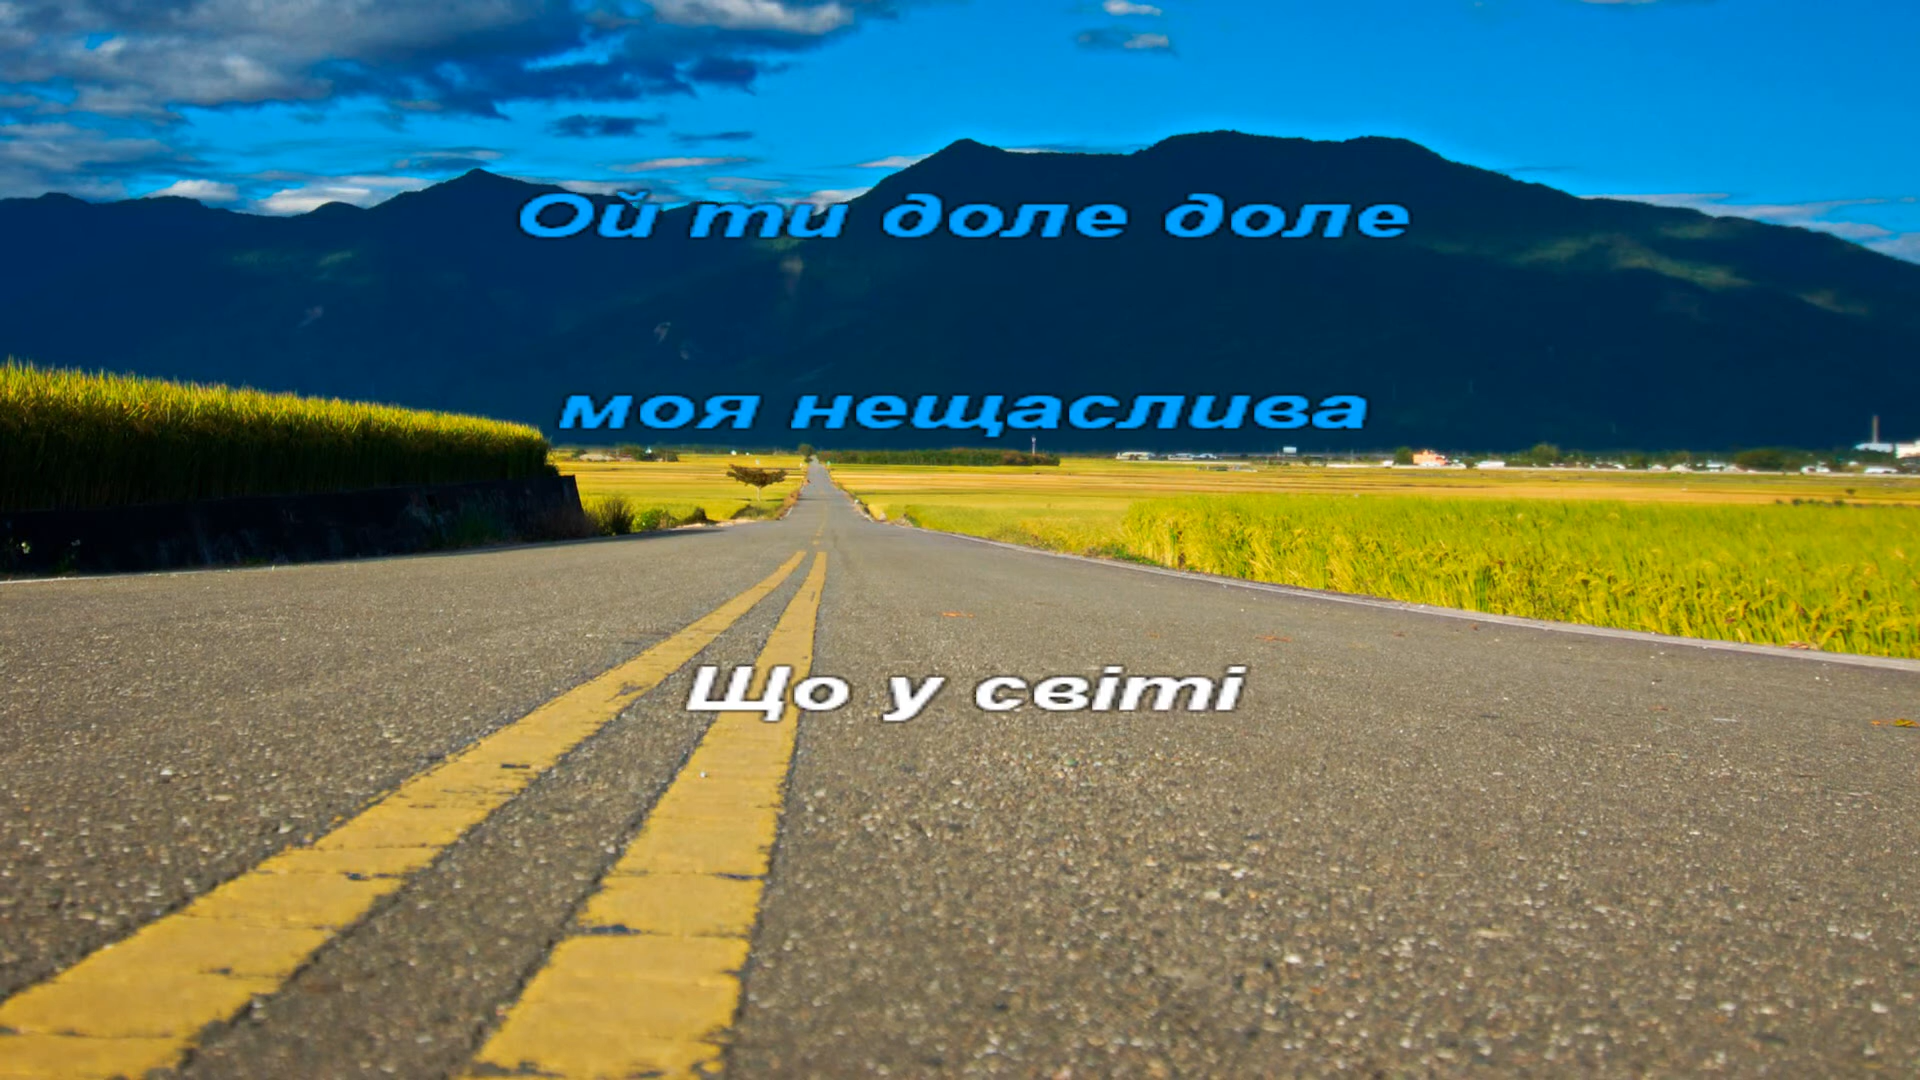 Ой ти доле доле
моя нещаслива
Що у світі